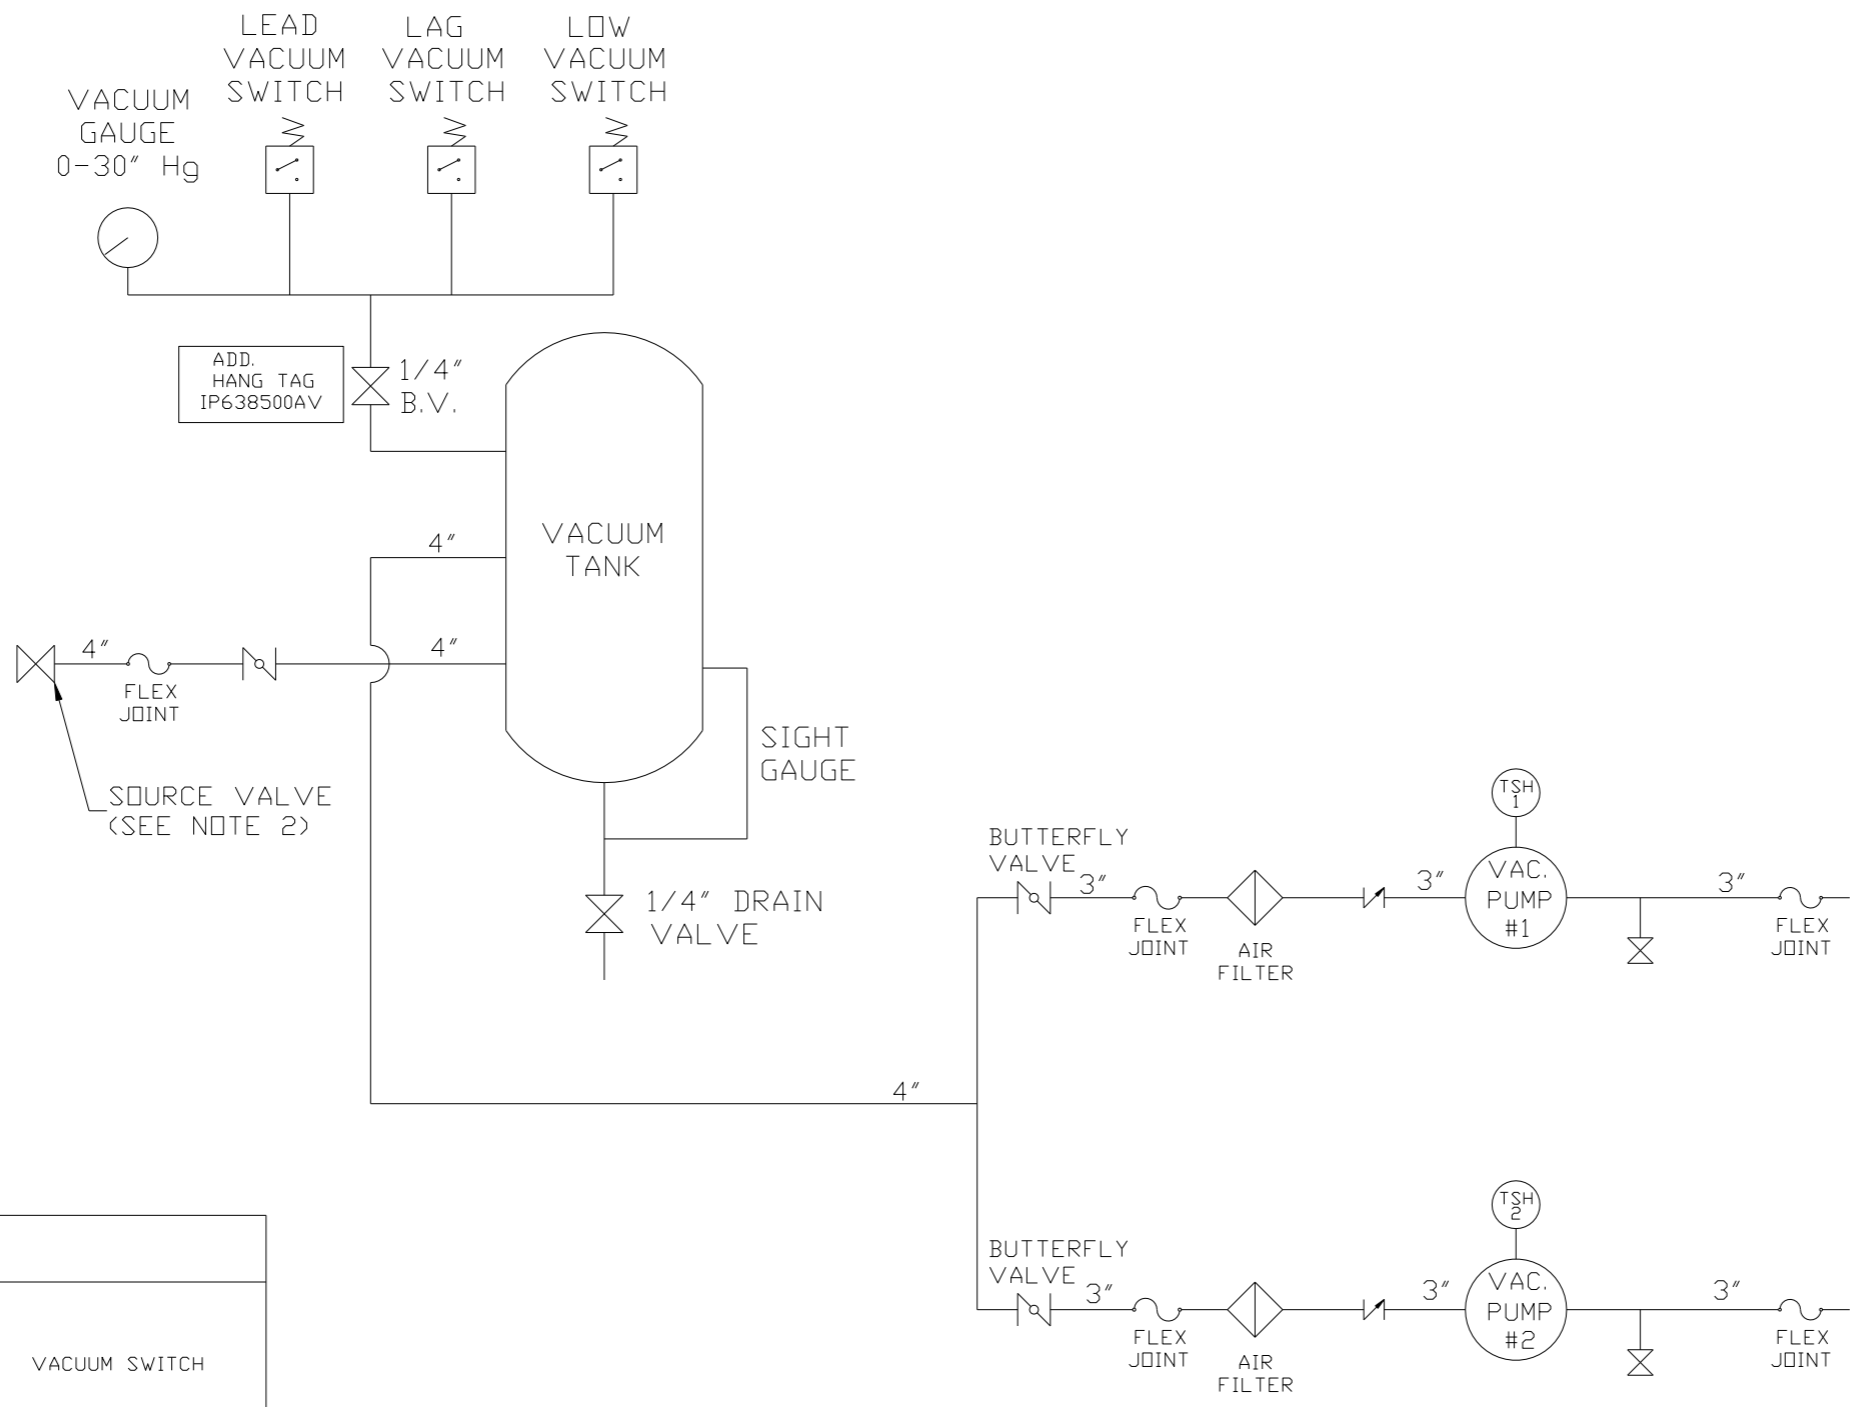 LEAD
VACUUM
SWITCH
LAG
VACUUM
SWITCH
LOW
VACUUM
SWITCH
VACUUM
GAUGE
0-30" Hg
ADD.
HANG TAG
IP638500AV
1/4"
B.V.
VACUUM
TANK
4"
4"
4"
FLEX
JOINT
SOURCE VALVE
(SEE NOTE 2)
SIGHT
GAUGE
1/4" DRAIN
VALVE
4"
BUTTERFLY
VALVE
3"
FLEX
JOINT
AIR
FILTER
3"
TSH
1
VAC.
PUMP
#1
3"
FLEX
JOINT
BUTTERFLY
VALVE
3"
FLEX
JOINT
AIR
FILTER
3"
TSH
2
VAC.
PUMP
#2
3"
FLEX
JOINT
VACUUM SWITCH